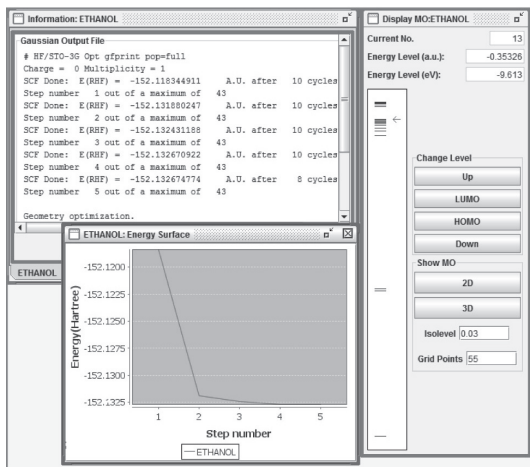 Information: ETHANOL
Gaussian Output File
# HF/STO-3G Opt gfprint pop=full
Charge = 0 Multiplicity = 1
SCF Done: E(RHF) = -152.118344911 A.U. after 10 cycles
Step number 1 out of a maximum of 43
SCF Done: E(RHF) = -152.131880247 A.U. after 10 cycles
Step number 2 out of a maximum of 43
SCF Done: E(RHF) = -152.132431188 A.U. after 10 cycles
Step number 3 out of a maximum of 43
SCF Done: E(RHF) = -152.132670922 A.U. after 10 cycles
Step number 4 out of a maximum of 43
SCF Done: E(RHF) = -152.132674774 A.U. after 8 cycles
Step number 5 out of a maximum of 43
Geometry optimization.
ETHANOL
ETHANOL: Energy Surface
Energy(Hartree)
-152.1200
-152.1225
-152.1250
-152.1275
-152.1300
-152.1325
1 2 3 4 5
Step number
ETHANOL
Display MO:ETHANOL
Current No. 13
Energy Level (a.u.): -0.35326
Energy Level (eV): -9.613
Change Level
Up
LUMO
HOMO
Down
Show MO
2D
3D
Isolevel 0.03
Grid Points 55